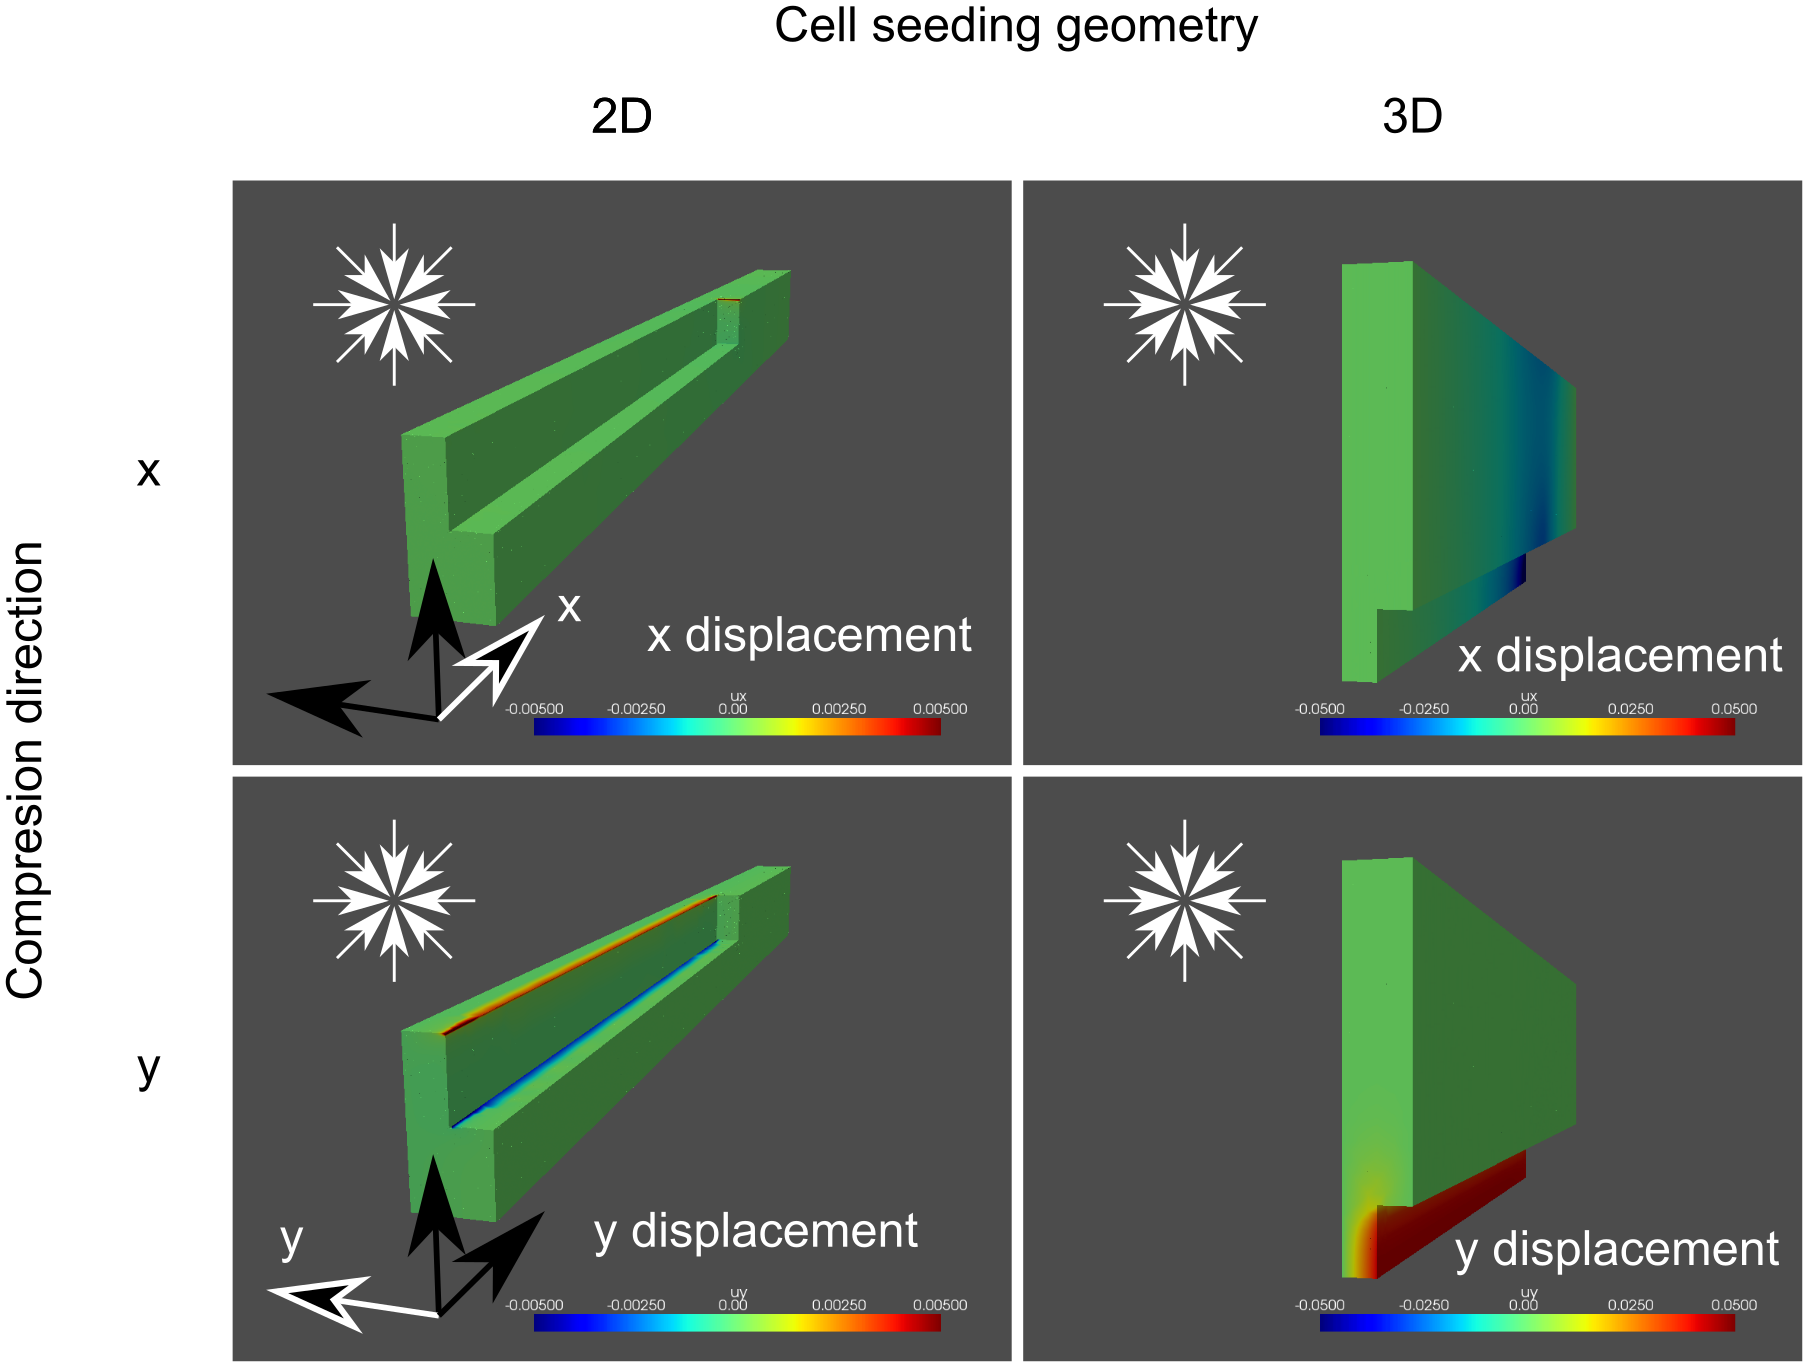 Cell seeding geometry
2D
3D
Compresion direction
x
x
x displacement
ux
-0.00500 -0.00250 0.00 0.00250 0.00500
x displacement
ux
-0.0500 -0.0250 0.00 0.0250 0.0500
y
y
y displacement
uy
-0.00500 -0.00250 0.00 0.00250 0.00500
y displacement
uy
-0.0500 -0.0250 0.00 0.0250 0.0500